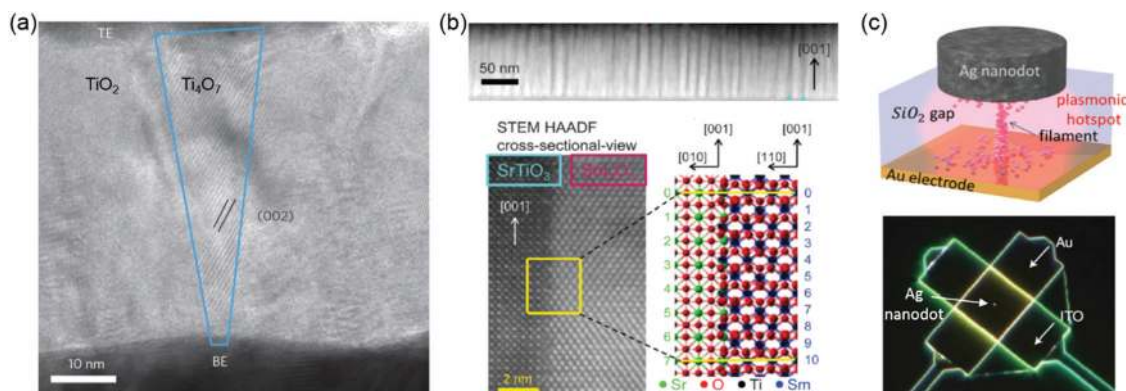 (a)
TE
TiO2
Ti4O7
(002)
10 nm
BE
(b)
50 nm
[001]
STEM HAADF
cross-sectional-view
SrTiO3
[001]
2 nm
[001]
[001]
[010]
[110]
0
1
2
3
4
5
6
7
0
1
2
3
4
5
6
7
8
9
10
Sr
O
Ti
Sm
(c)
Ag nanodot
SiO2 gap
plasmonic
hotspot
filament
Au electrode
Au
Ag
nanodot
ITO